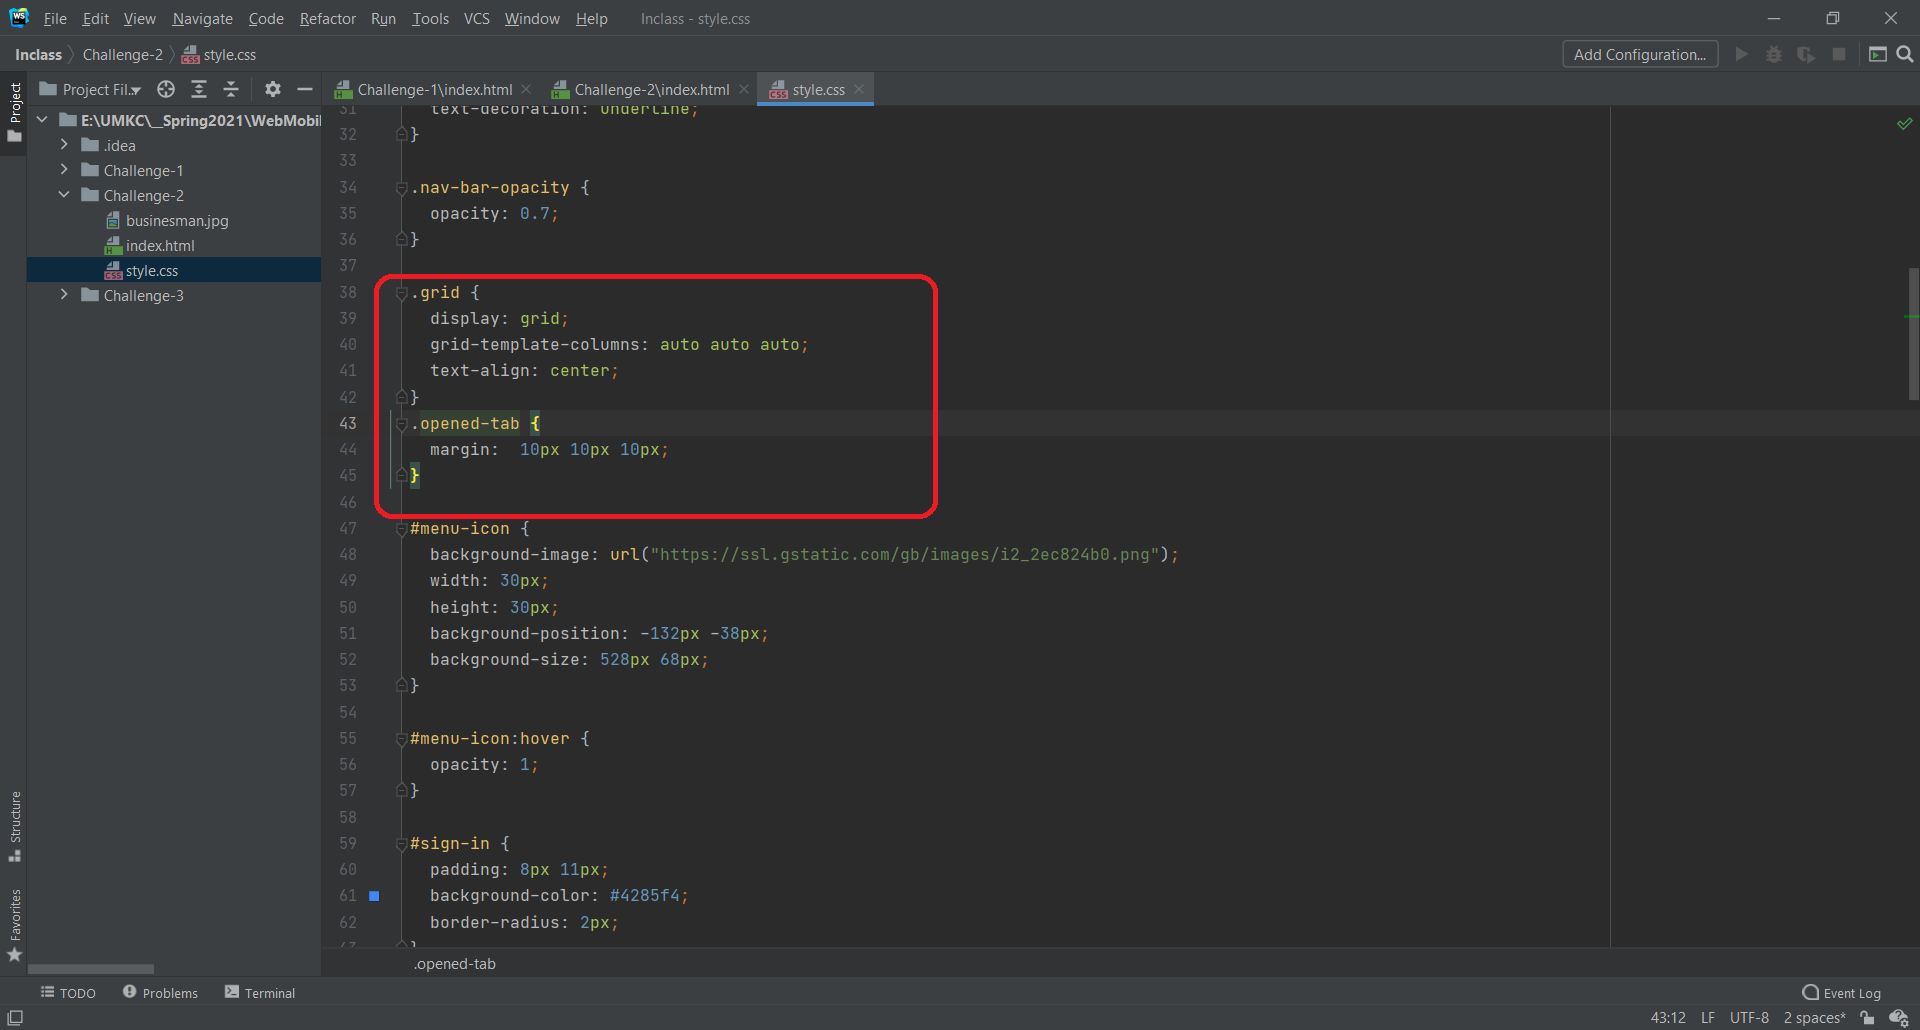 WS File Edit View Navigate Code Refactor Run Tools VCS Window Help Inclass - style.css
Inclass Challenge-2 style.css Add Configuration...
Project Project Fil.. Challenge-1\index.html Challenge-2\index.html style.css
E:\UMKC\__Spring2021\WebMobil
.idea
Challenge-1
Challenge-2
businesman.jpg
index.html
style.css
Challenge-3
31 text-decoration: underline;
32 }
33
34 .nav-bar-opacity {
35 opacity: 0.7;
36 }
37
38 .grid {
39 display: grid;
40 grid-template-columns: auto auto auto;
41 text-align: center;
42 }
43 .opened-tab {
44 margin:  10px 10px 10px;
45 }
46
47 #menu-icon {
48 background-image: url("https://ssl.gstatic.com/gb/images/i2_2ec824b0.png");
49 width: 30px;
50 height: 30px;
51 background-position: -132px -38px;
52 background-size: 528px 68px;
53 }
54
55 #menu-icon:hover {
56 opacity: 1;
57 }
58
59 #sign-in {
60 padding: 8px 11px;
61 background-color: #4285f4;
62 border-radius: 2px;
63 }
Structure
Favorites
.opened-tab
TODO Problems Terminal Event Log
43:12 LF UTF-8 2 spaces*